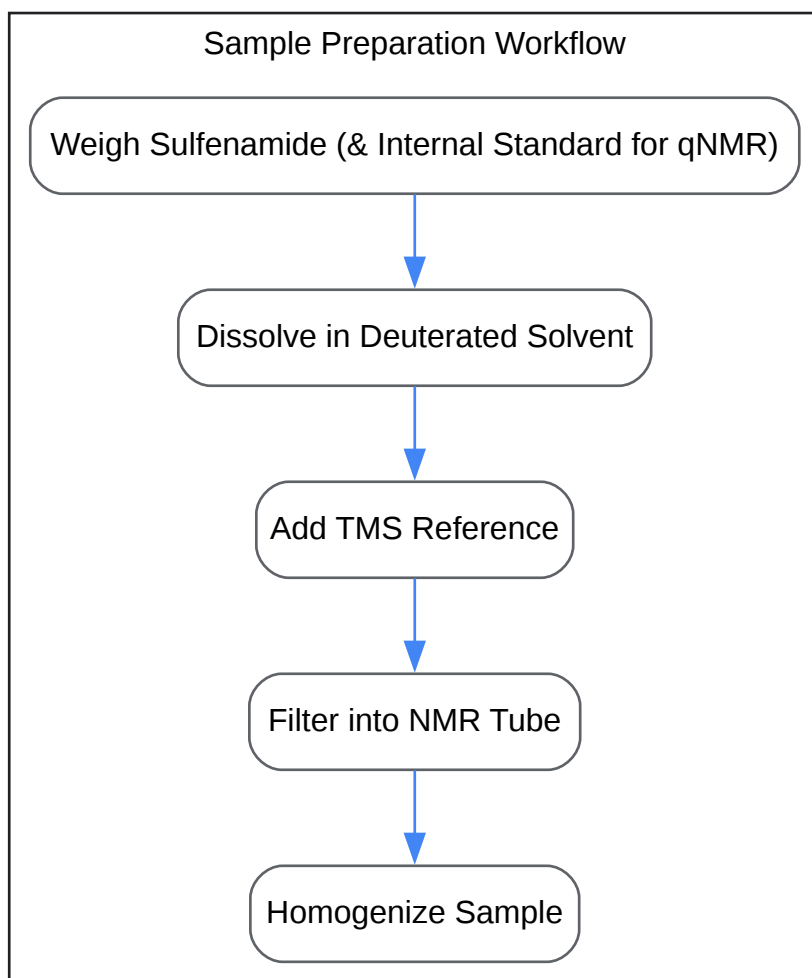 Sample Preparation Workflow
Weigh Sulfenamide (& Internal Standard for qNMR)
Dissolve in Deuterated Solvent
Add TMS Reference
Filter into NMR Tube
Homogenize Sample